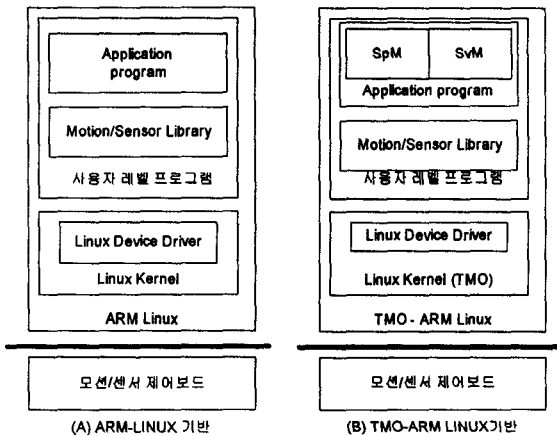 Application
program
Motion/Sensor Library
사용자 레벨 프로그램
Linux Device Driver
Linux Kernel
ARM Linux
모션/센서 제어보드
(A) ARM-LINUX 기반
SpM
SvM
Application program
Motion/Sensor Library
사용자 레벨 프로그램
Linux Device Driver
Linux Kernel (TMO)
TMO - ARM Linux
모션/센서 제어보드
(B) TMO-ARM LINUX기반